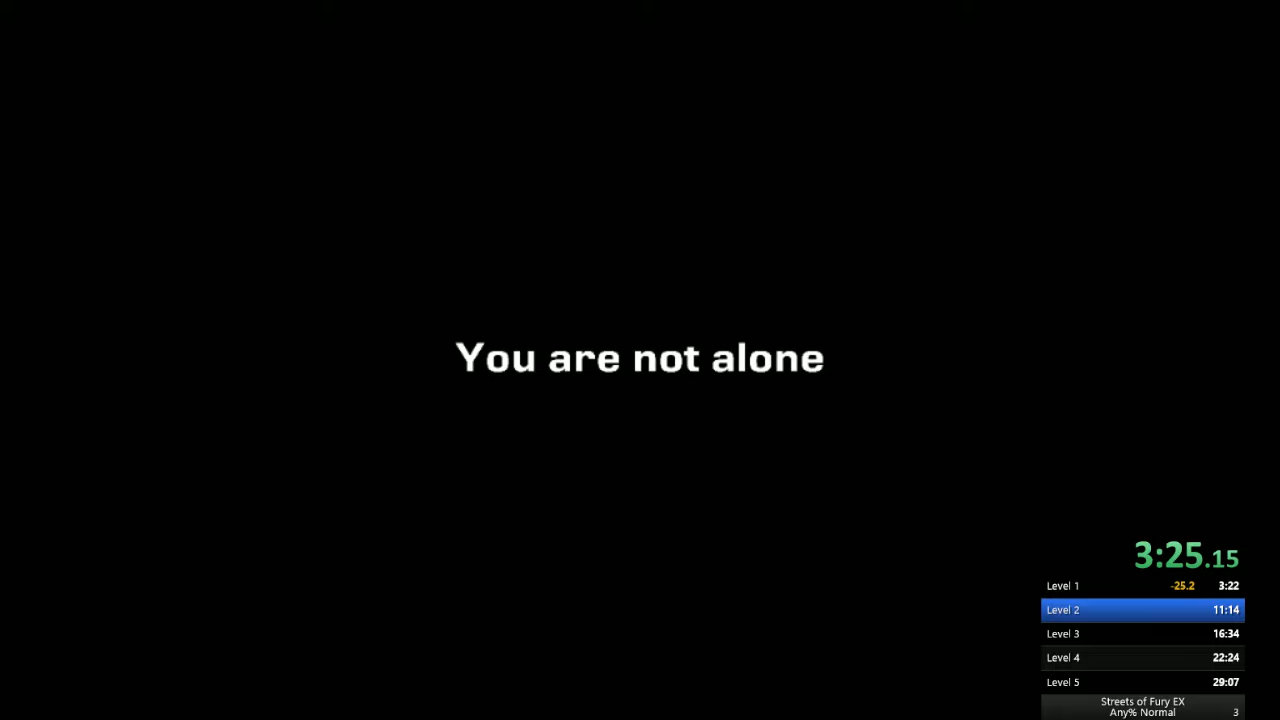 You are not alone
3:25.15
Level 1 -25.2 3:22
Level 2 11:14
Level 3 16:34
Level 4 22:24
Level 5 29:07
Streets of Fury EX
Any% Normal 3